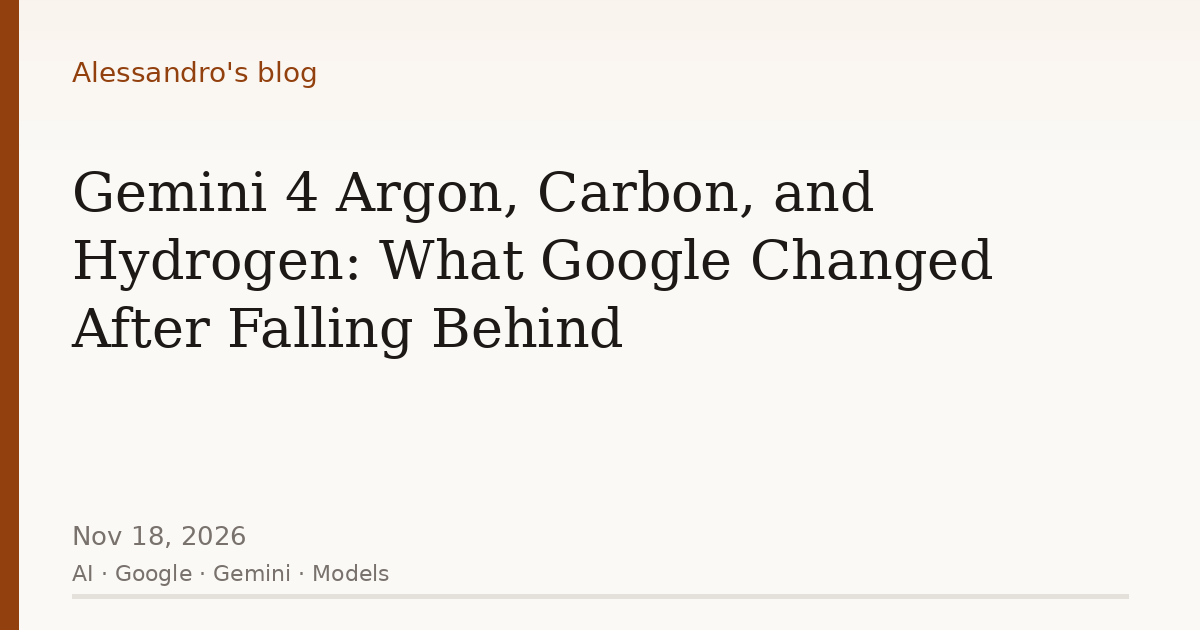 Alessandro's blog
Gemini 4 Argon, Carbon, and
Hydrogen: What Google Changed
After Falling Behind
Nov 18, 2026
AI · Google · Gemini · Models